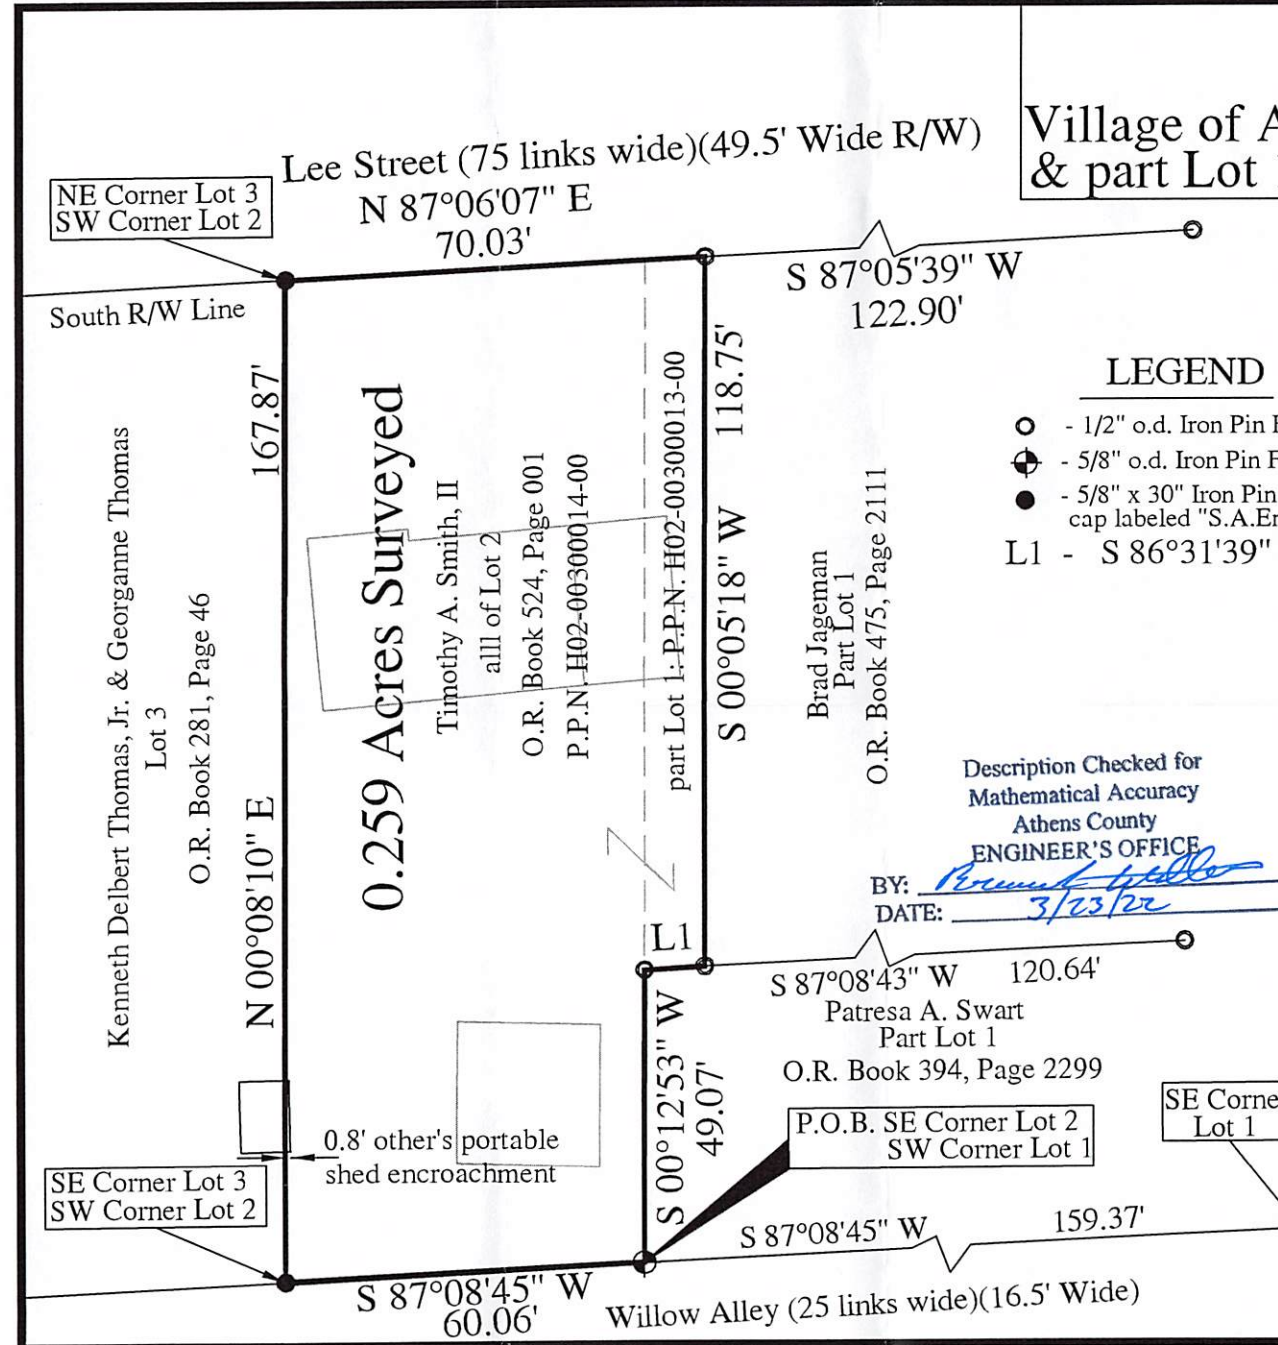 Village of A
& part Lot
Lee Street (75 links wide)(49.5' Wide R/W)
N 87°06'07" E
70.03'
NE Corner Lot 3
SW Corner Lot 2
South R/W Line
S 87°05'39" W
122.90'
LEGEND
- 1/2" o.d. Iron Pin F
- 5/8" o.d. Iron Pin F
- 5/8" x 30" Iron Pin
cap labeled "S.A.En
L1 - S 86°31'39"
167.87'
N 00°08'10" E
Kenneth Delbert Thomas, Jr. & Georganne Thomas
Lot 3
O.R. Book 281, Page 46
0.259 Acres Surveyed
Timothy A. Smith, II
alll of Lot 2
O.R. Book 524, Page 001
P.P.N. H02-00300014-00
part Lot 1: P.P.N. H02-00300013-00
118.75'
S 00°05'18" W
Brad Jageman
Part Lot 1
O.R. Book 475, Page 2111
Description Checked for
Mathematical Accuracy
Athens County
ENGINEER'S OFFICE
BY:
DATE: 3/23/22
L1
S 87°08'43" W 120.64'
Patresa A. Swart
Part Lot 1
O.R. Book 394, Page 2299
S 00°12'53" W
49.07'
P.O.B. SE Corner Lot 2
SW Corner Lot 1
SE Corne
Lot 1
0.8' other's portable
shed encroachment
SE Corner Lot 3
SW Corner Lot 2
S 87°08'45" W 159.37'
S 87°08'45" W
60.06'
Willow Alley (25 links wide)(16.5' Wide)